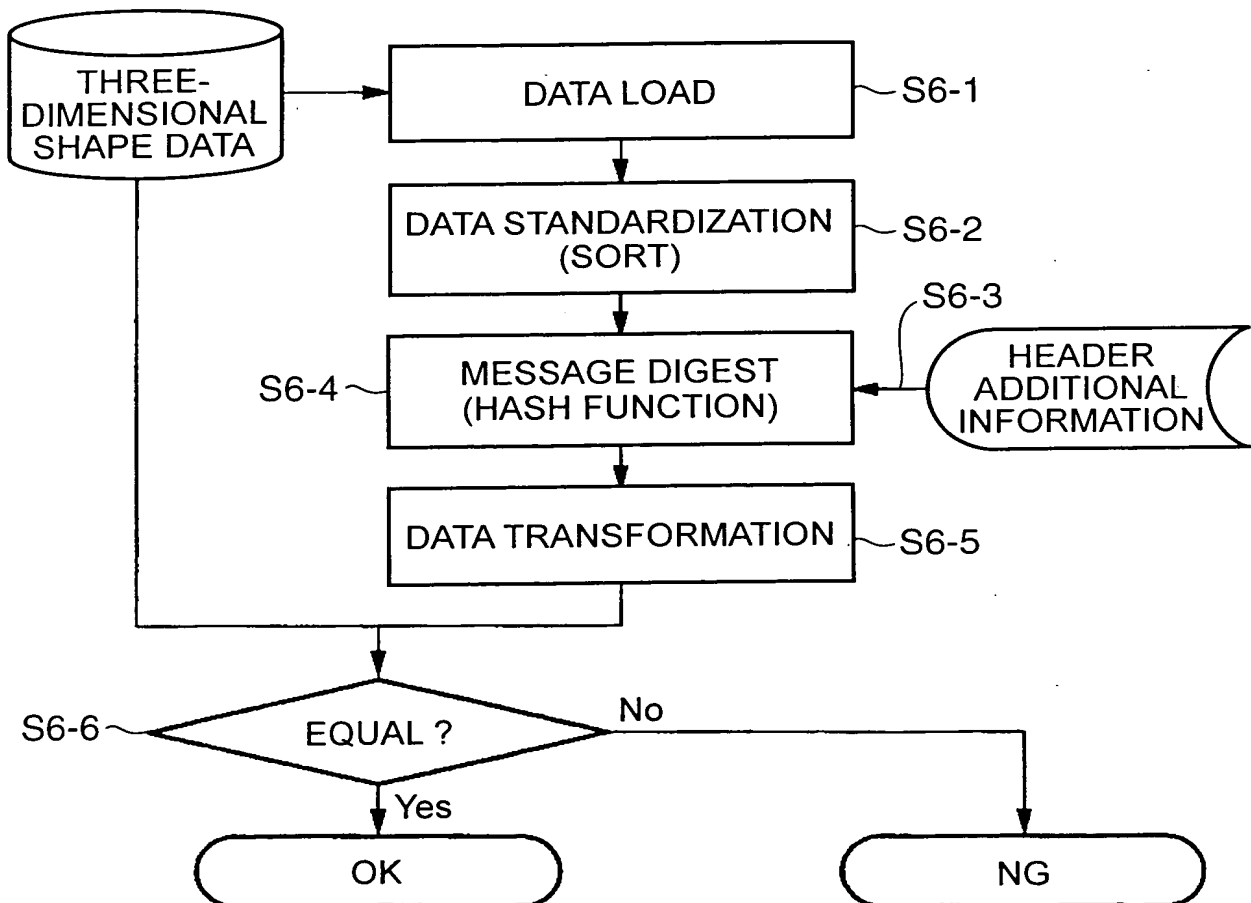 THREE-
DIMENSIONAL
SHAPE DATA
DATA LOAD
S6-1
DATA STANDARDIZATION
(SORT)
S6-2
S6-3
S6-4
MESSAGE DIGEST
(HASH FUNCTION)
HEADER
ADDITIONAL
INFORMATION
DATA TRANSFORMATION
S6-5
S6-6
EQUAL ?
No
Yes
OK
NG